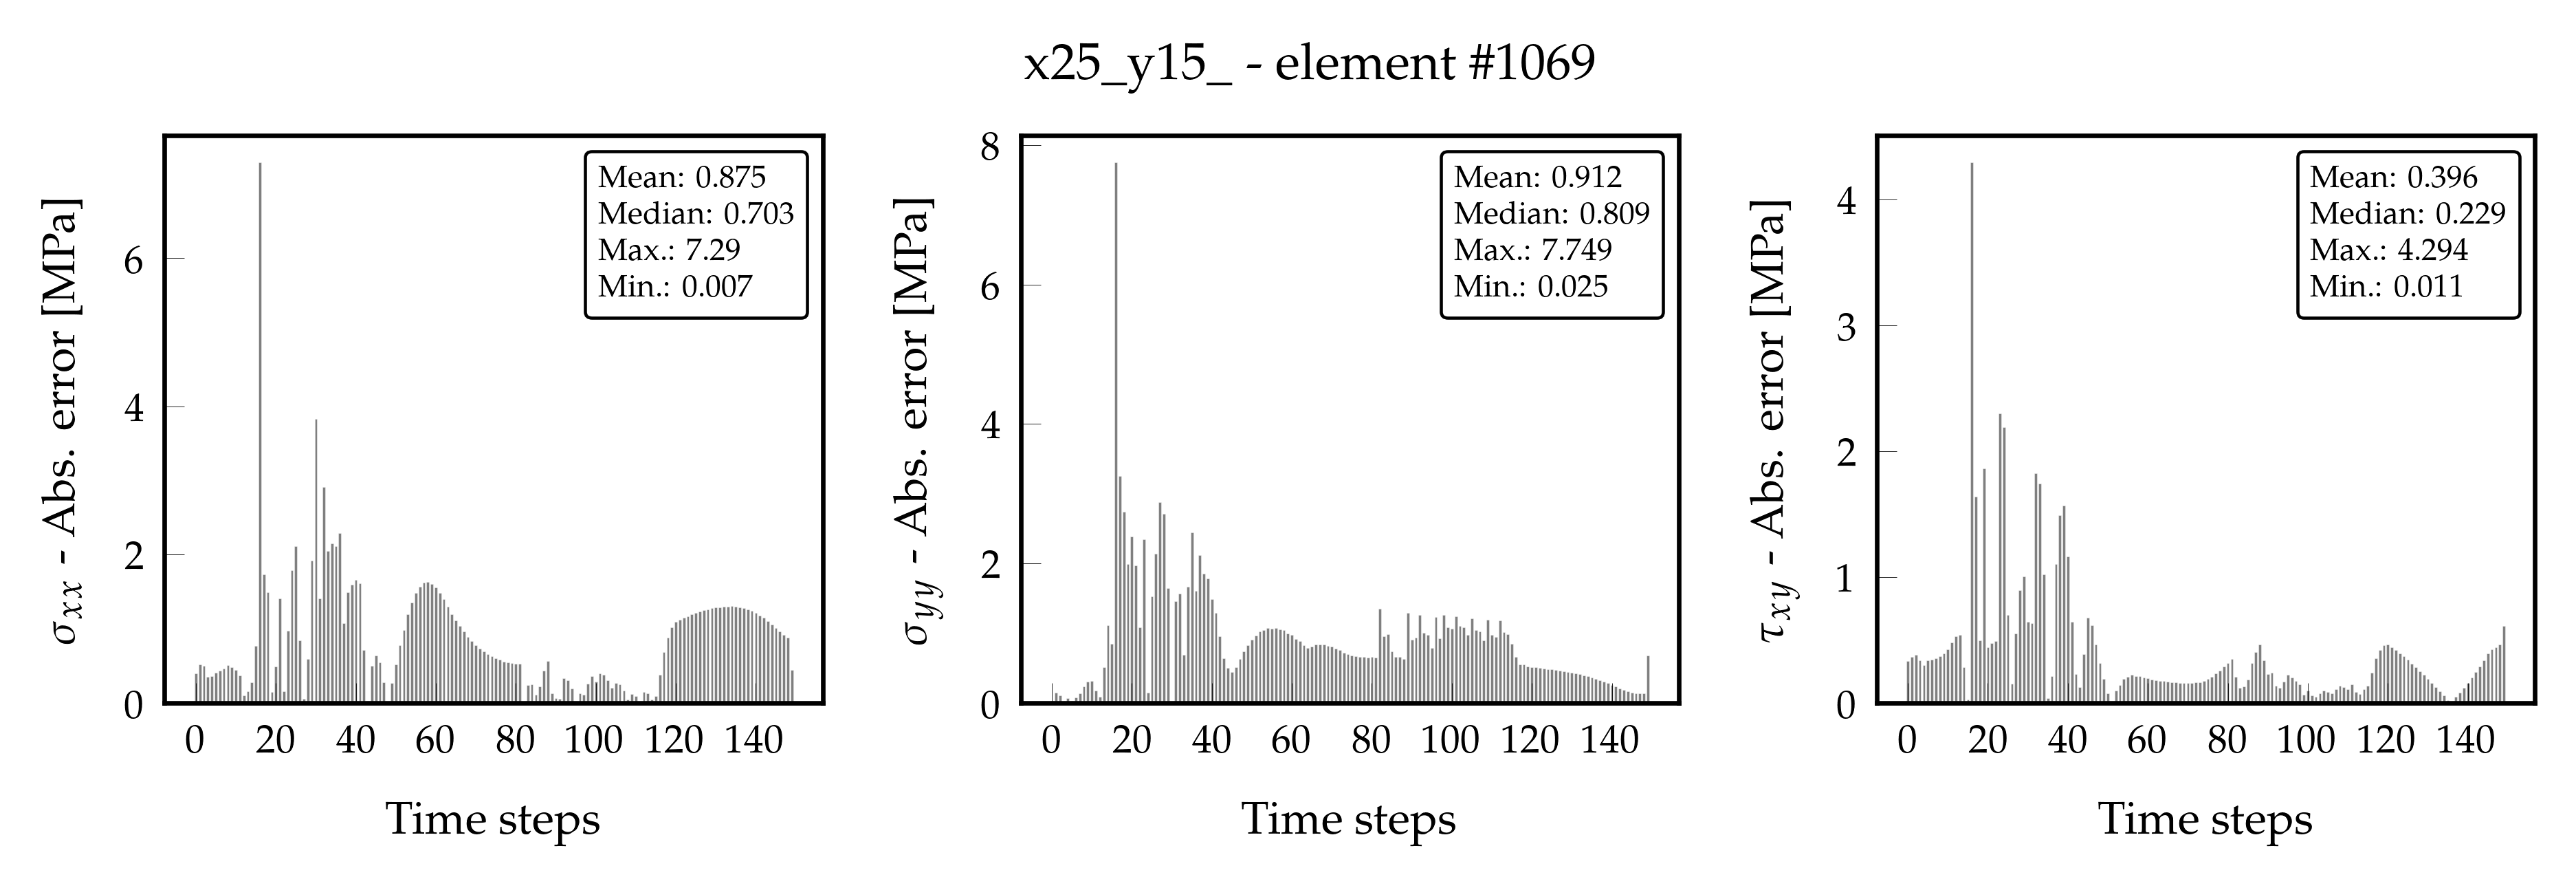 x25_y15_ - element #1069
σxx - Abs. error [MPa]
6
4
2
0
Mean: 0.875
Median: 0.703
Max.: 7.29
Min.: 0.007
0 20 40 60 80 100 120 140
Time steps
σyy - Abs. error [MPa]
8
6
4
2
0
Mean: 0.912
Median: 0.809
Max.: 7.749
Min.: 0.025
0 20 40 60 80 100 120 140
Time steps
τxy - Abs. error [MPa]
4
3
2
1
0
Mean: 0.396
Median: 0.229
Max.: 4.294
Min.: 0.011
0 20 40 60 80 100 120 140
Time steps